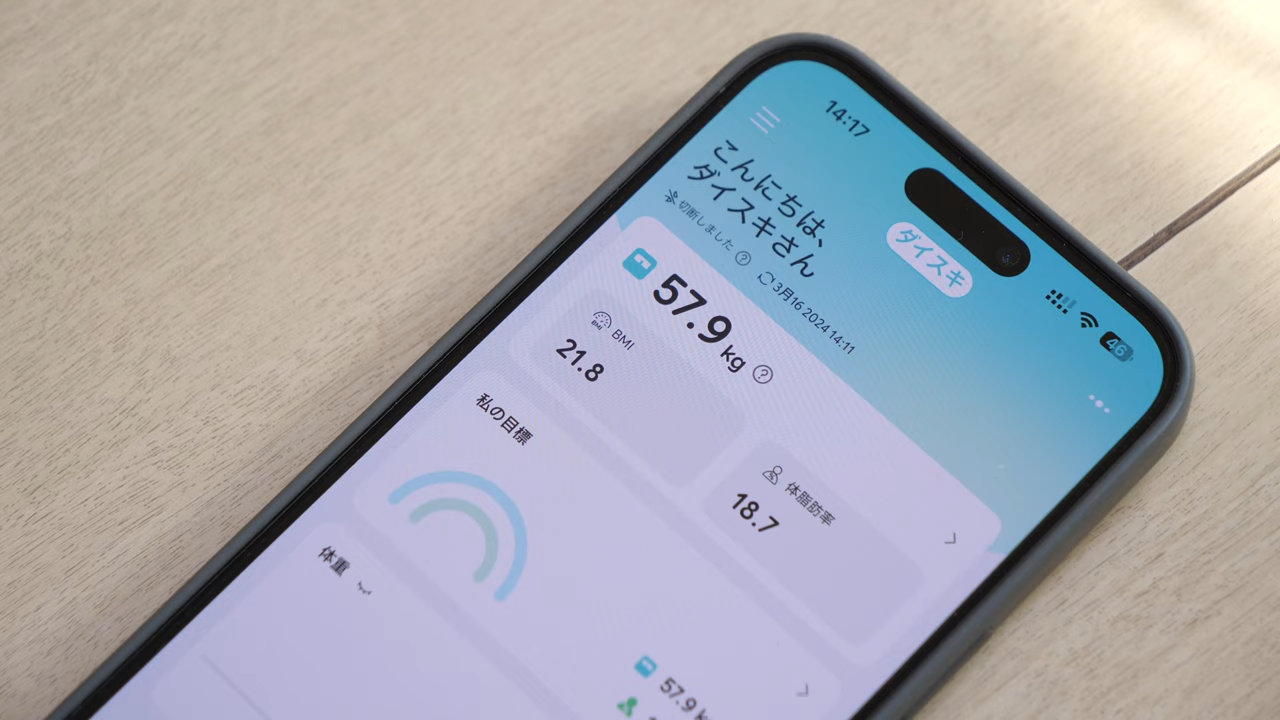 14:17
46
こんにちは、
ダイスキさん
ダイスキ
切断しました ?
3月16 2024 14:11
57.9 kg ?
BMI
BMI
21.8
体脂肪率
18.7
私の目標
57.9
体重